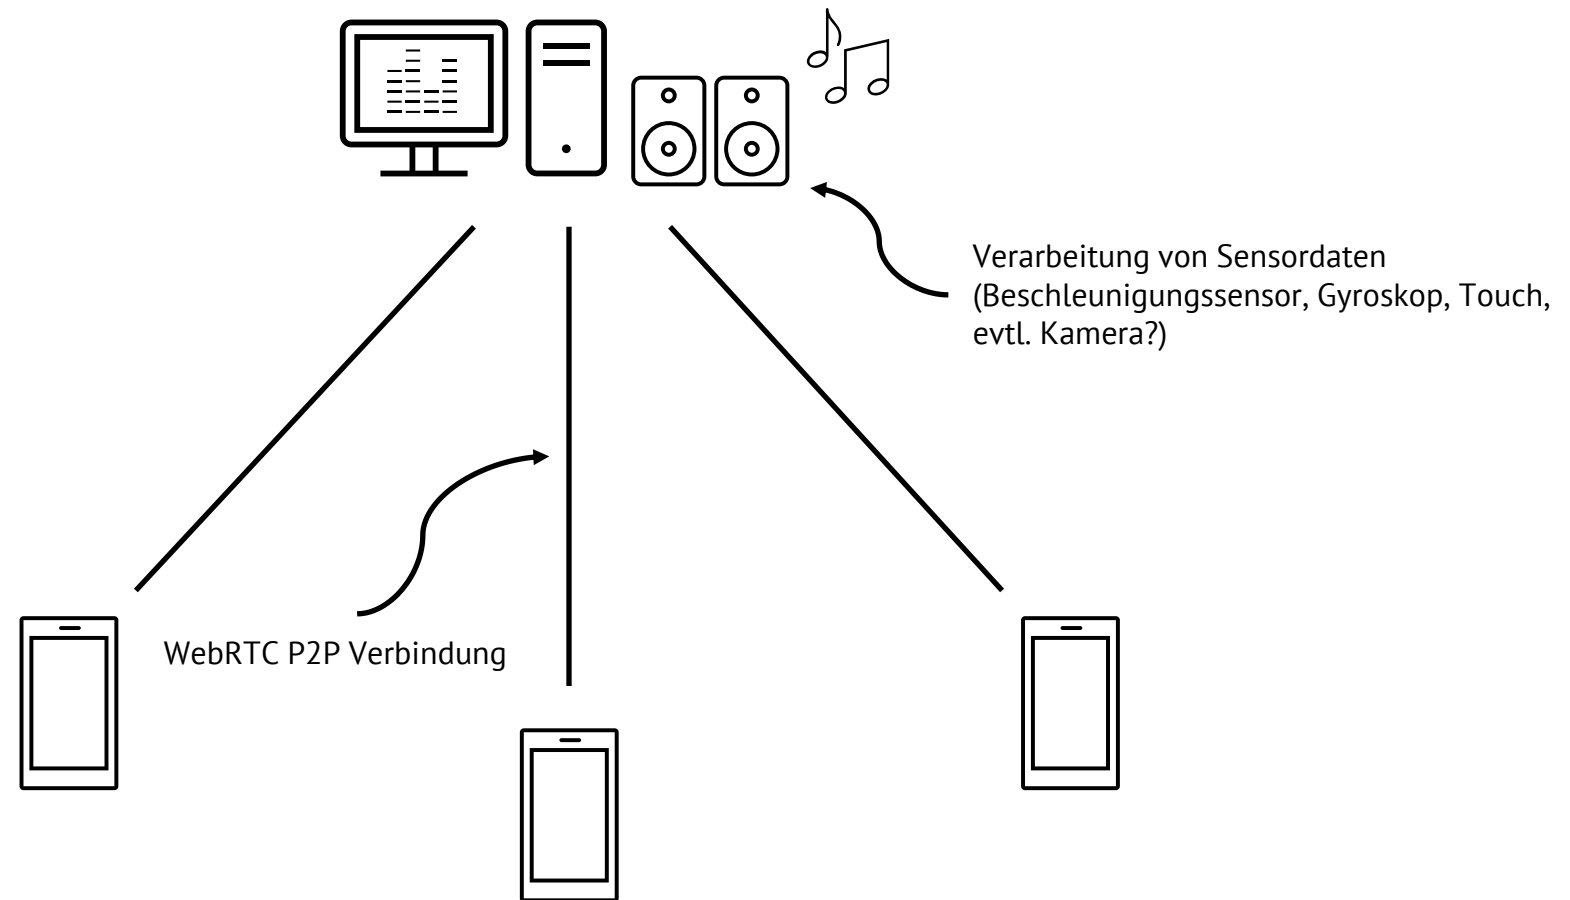 Verarbeitung von Sensordaten
(Beschleunigungssensor, Gyroskop, Touch,
evtl. Kamera?)
WebRTC P2P Verbindung